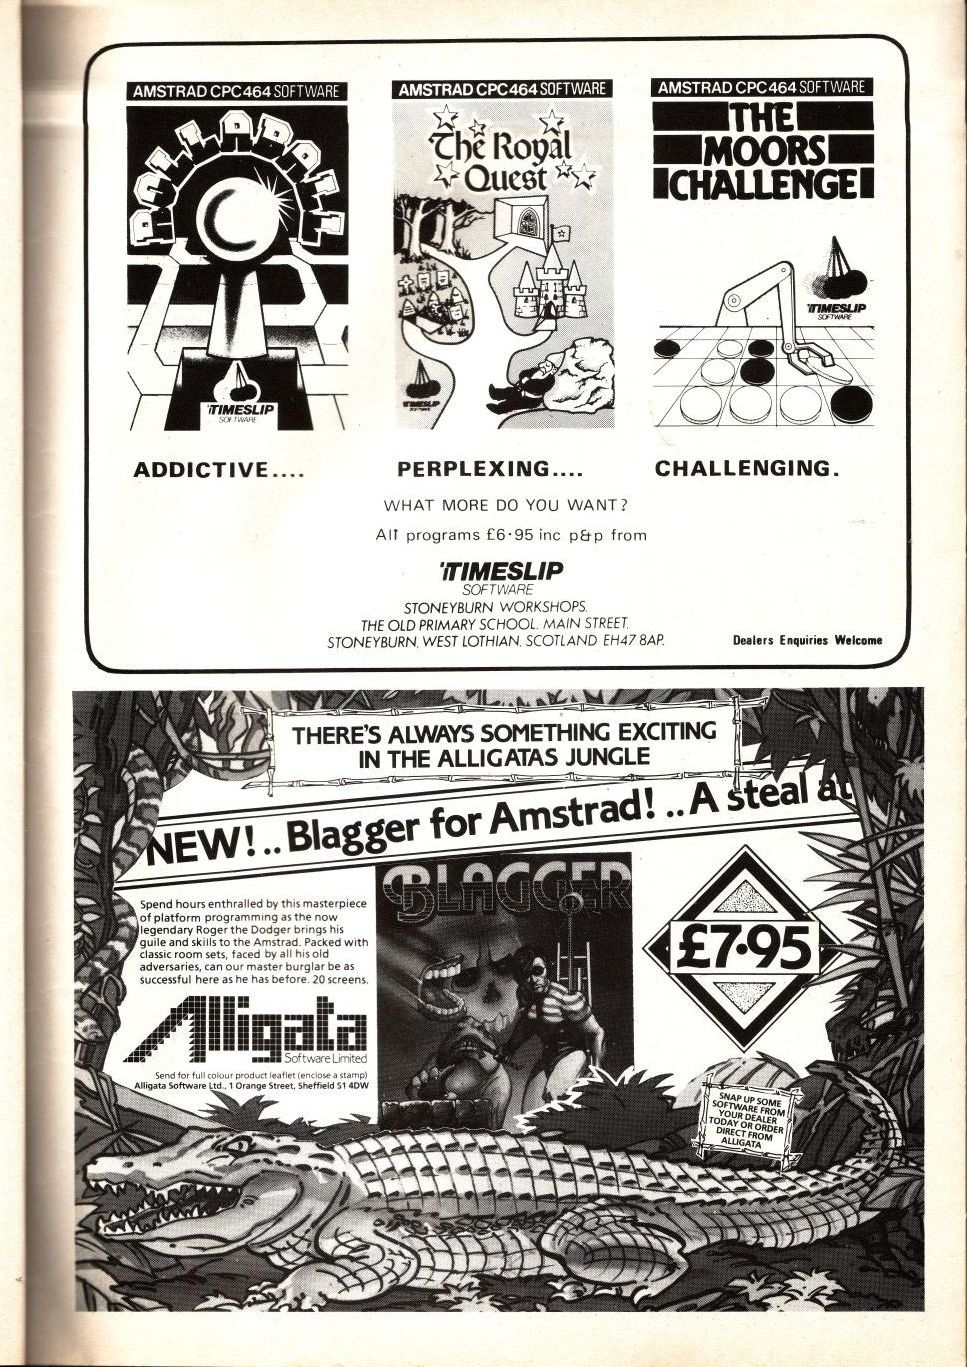 AMSTRAD CPC464 SOFTWARE
DETLABOLT
TIMESLIP
SOFTWARE
AMSTRAD CPC464 SOFTWARE
The Royal
Quest
TIMESLIP
SOFTWARE
AMSTRAD CPC464 SOFTWARE
THE
MOORS
CHALLENGE
TIMESLIP
SOFTWARE
ADDICTIVE....
PERPLEXING....
CHALLENGING.
WHAT MORE DO YOU WANT?
All programs £6·95 inc p&p from
TIMESLIP
SOFTWARE
STONEYBURN WORKSHOPS,
THE OLD PRIMARY SCHOOL, MAIN STREET,
STONEYBURN, WEST LOTHIAN, SCOTLAND EH47 8AP.
Dealers Enquiries Welcome
THERE'S ALWAYS SOMETHING EXCITING
IN THE ALLIGATAS JUNGLE
NEW!..Blagger for Amstrad!..A steal at
BLAGGER
£7·95
Spend hours enthralled by this masterpiece
of platform programming as the now
legendary Roger the Dodger brings his
guile and skills to the Amstrad. Packed with
classic room sets, faced by all his old
adversaries, can our master burglar be as
successful here as he has before. 20 screens.
Alligata
Software Limited
Send for full colour product leaflet (enclose a stamp)
Alligata Software Ltd., 1 Orange Street, Sheffield S1 4DW
SNAP UP SOME
SOFTWARE FROM
YOUR DEALER
TODAY OR ORDER
DIRECT FROM
ALLIGATA